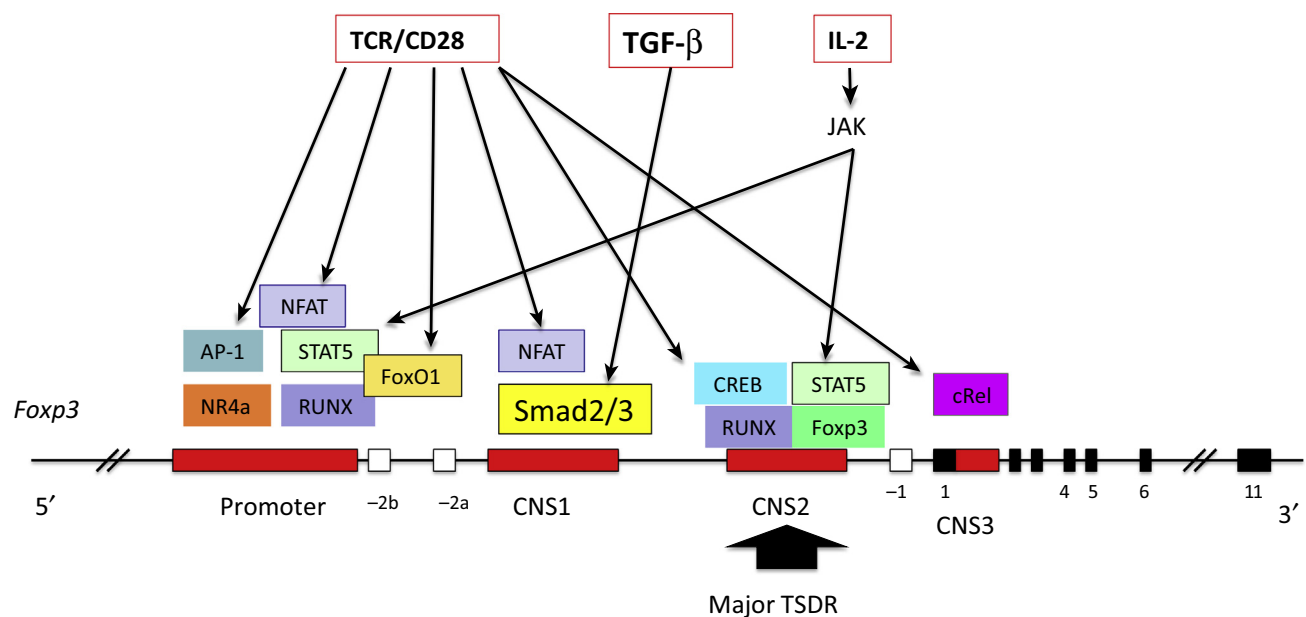 TCR/CD28 TGF-β IL-2
JAK
NFAT
AP-1 STAT5 NFAT
FoxO1 CREB STAT5 cRel
NR4a RUNX Smad2/3
Foxp3 RUNX Foxp3
5′ Promoter −2b −2a CNS1 CNS2 −1 1 4 5 6 11 3′
CNS3
Major TSDR